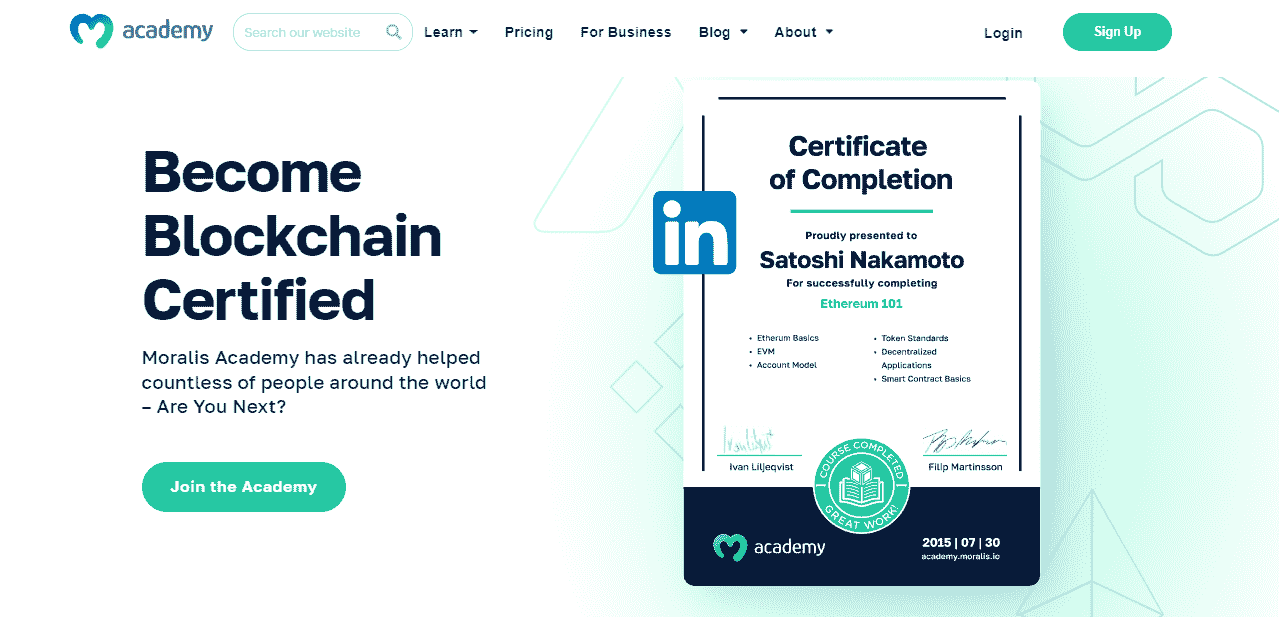 academy
Search our website
Learn
Pricing
For Business
Blog
About
Login
Sign Up
Become
Blockchain
Certified
Moralis Academy has already helped
countless of people around the world
– Are You Next?
Join the Academy
in
Certificate
of Completion
Proudly presented to
Satoshi Nakamoto
For successfully completing
Ethereum 101
• Etherum Basics
• EVM
• Account Model
• Token Standards
• Decentralized
Applications
• Smart Contract Basics
Ivan Liljeqvist
Filip Martinsson
COURSE COMPLETED
GREAT WORK!
academy
2015 | 07 | 30
academy.moralis.io